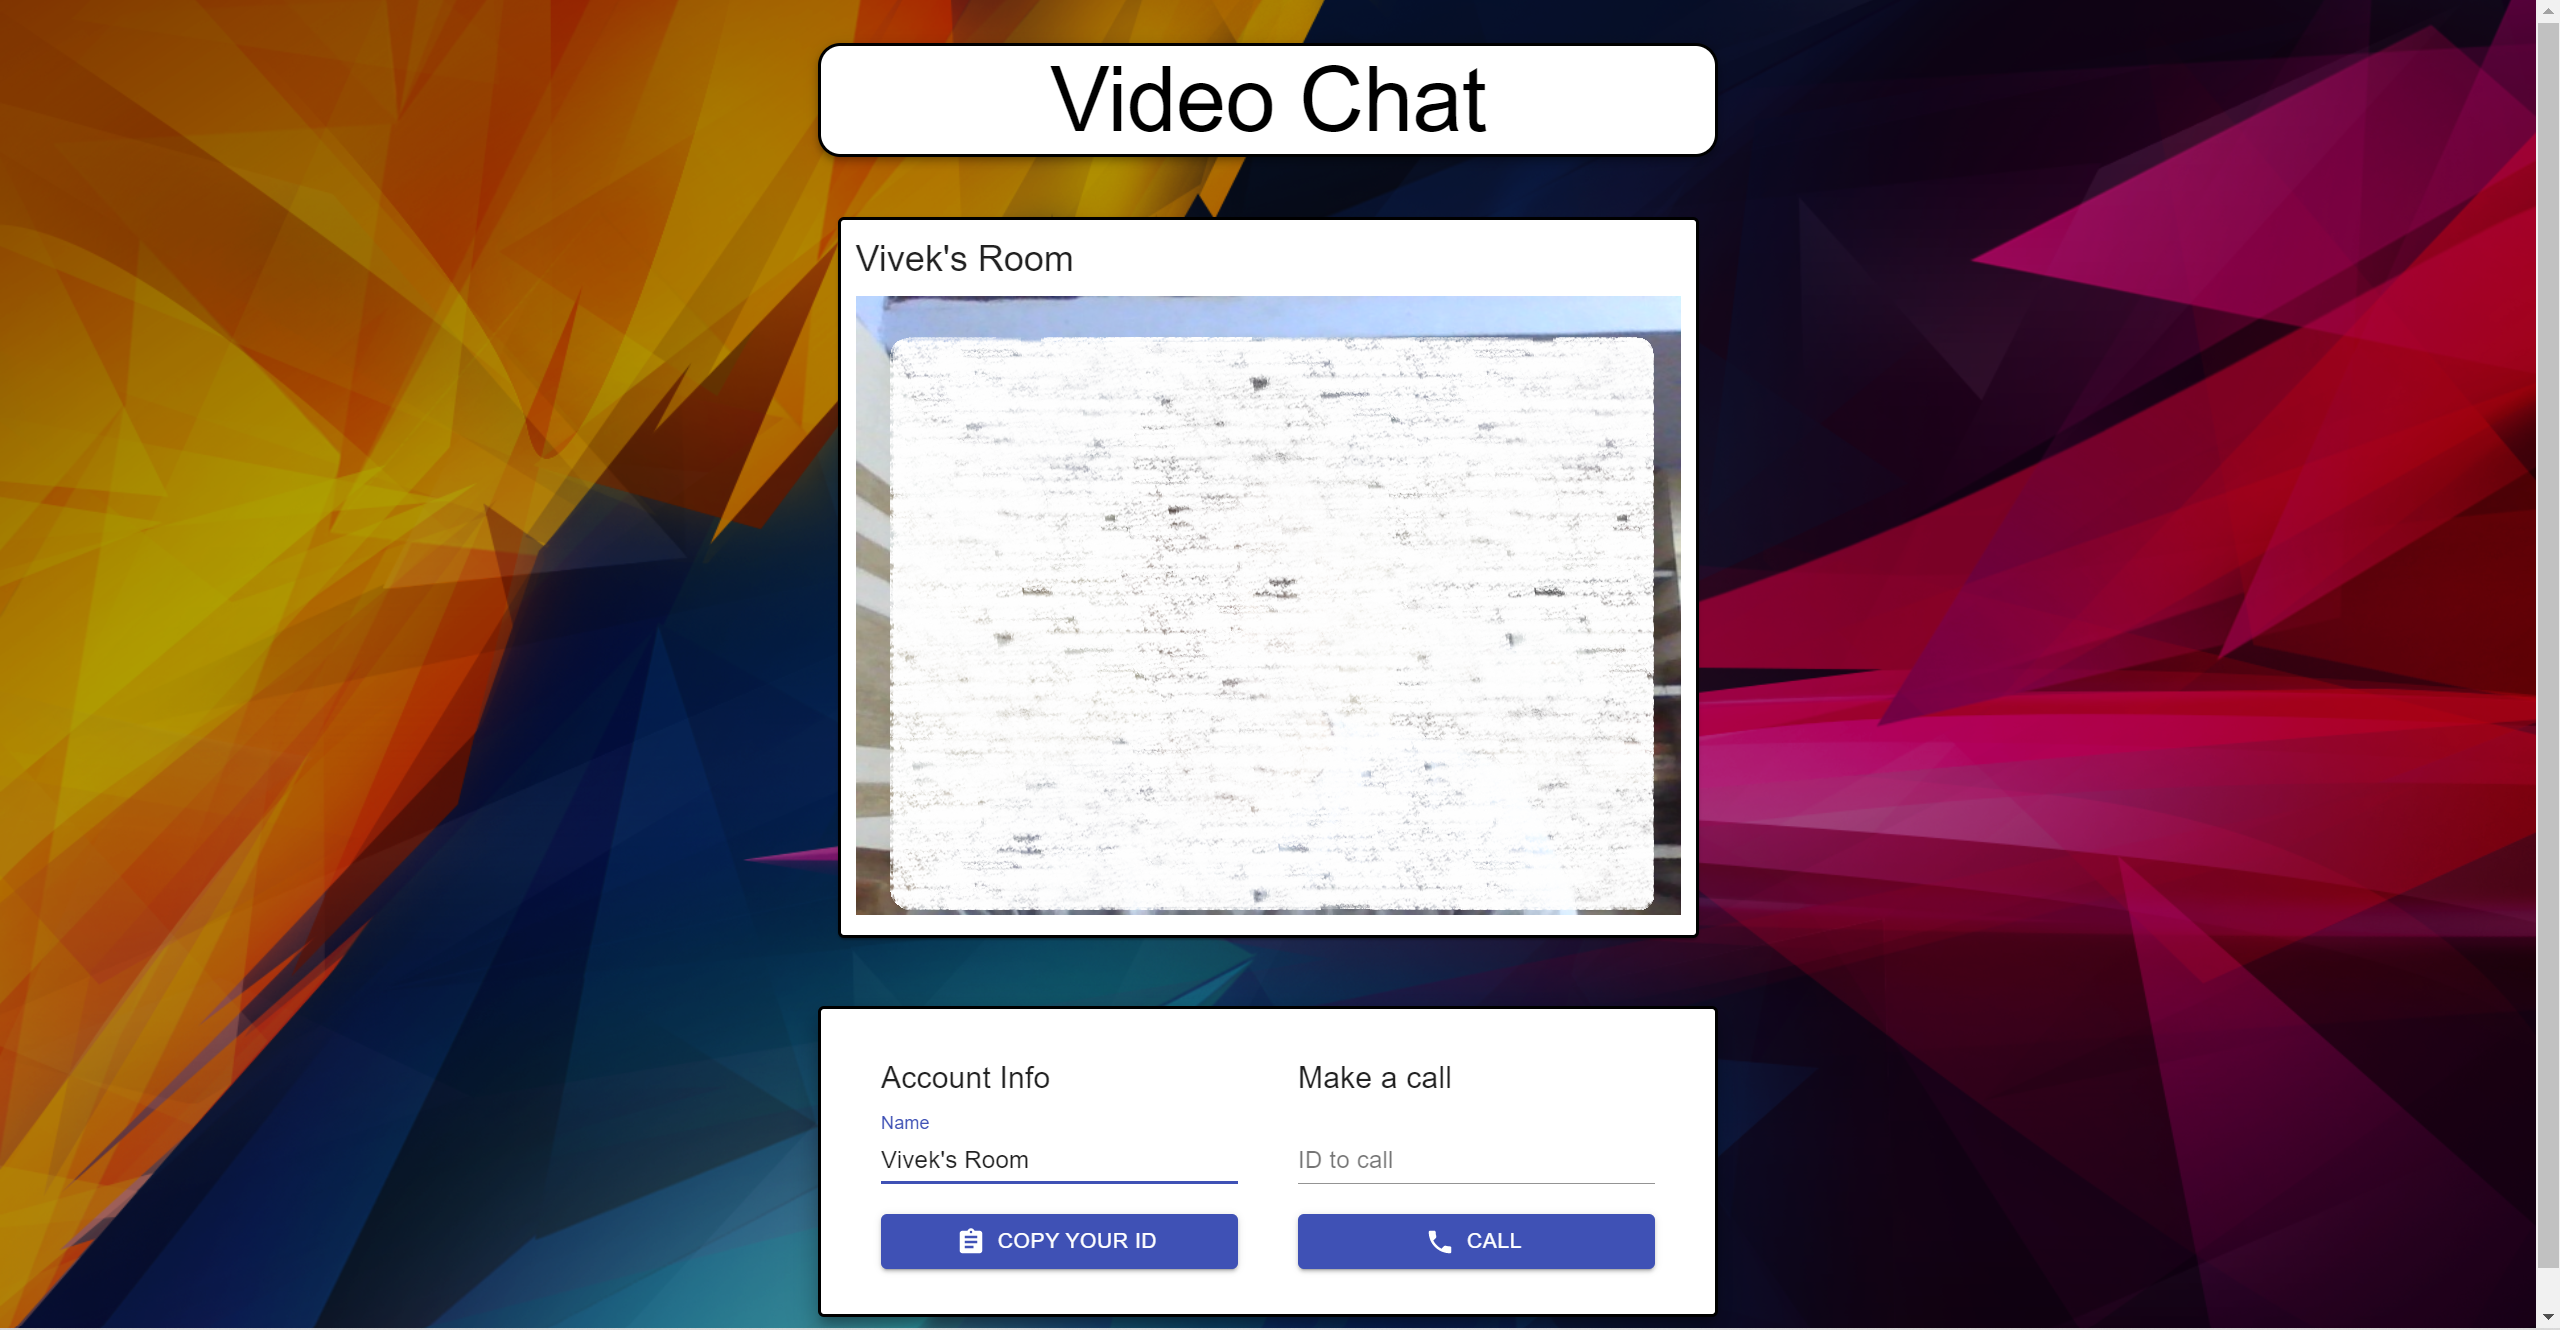 Video Chat
Vivek's Room
Account Info
Make a call
Name
Vivek's Room
ID to call
COPY YOUR ID
CALL